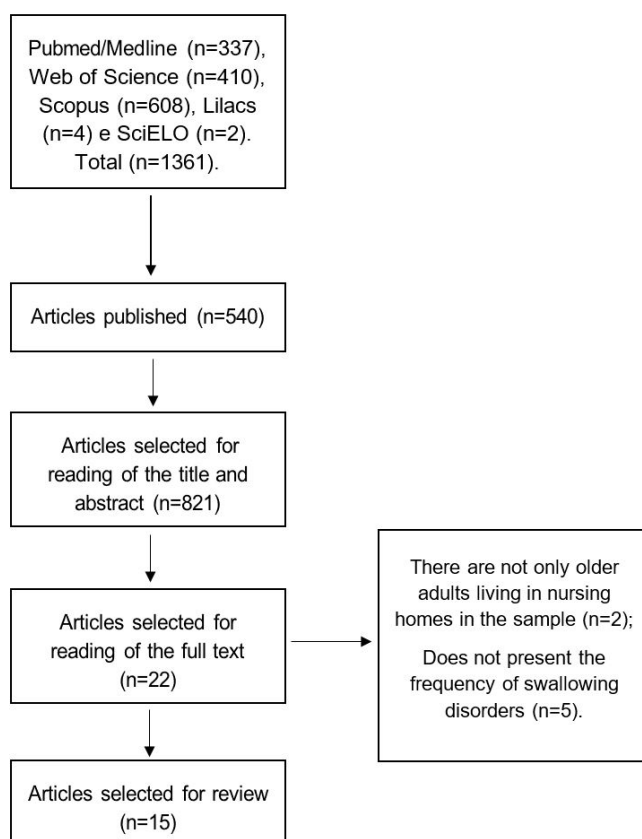 Pubmed/Medline (n=337),
Web of Science (n=410),
Scopus (n=608), Lilacs
(n=4) e SciELO (n=2).
Total (n=1361).
Articles published (n=540)
Articles selected for
reading of the title and
abstract (n=821)
Articles selected for
reading of the full text
(n=22)
There are not only older
adults living in nursing
homes in the sample (n=2);
Does not present the
frequency of swallowing
disorders (n=5).
Articles selected for review
(n=15)